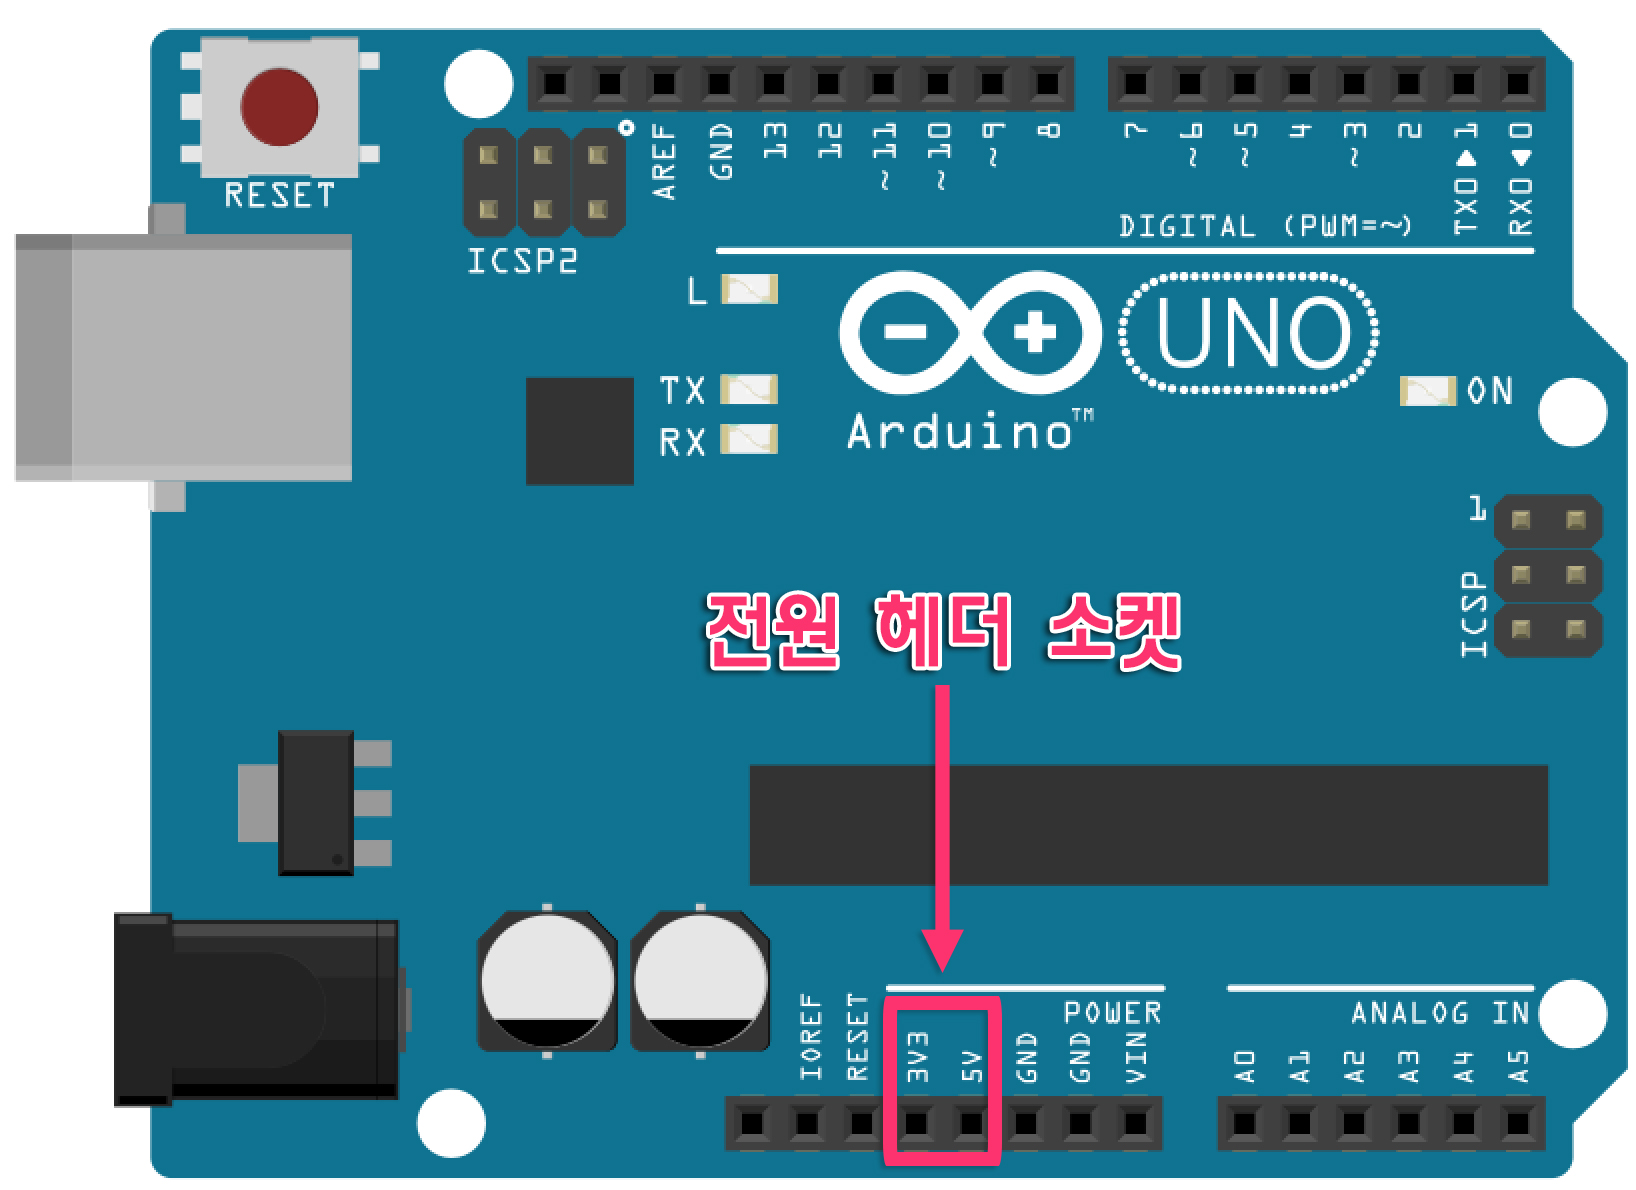 RESET
ICSP2
AREF
GND
13
12
~11
~10
~9
8
7
~6
~5
4
~3
2
TX0▶1
RX0◀0
DIGITAL (PWM=~)
L
TX
RX
UNO
Arduino™
ON
1
ICSP
전원 헤더 소켓
POWER
ANALOG IN
IOREF
RESET
3V3
5V
GND
GND
VIN
A0
A1
A2
A3
A4
A5